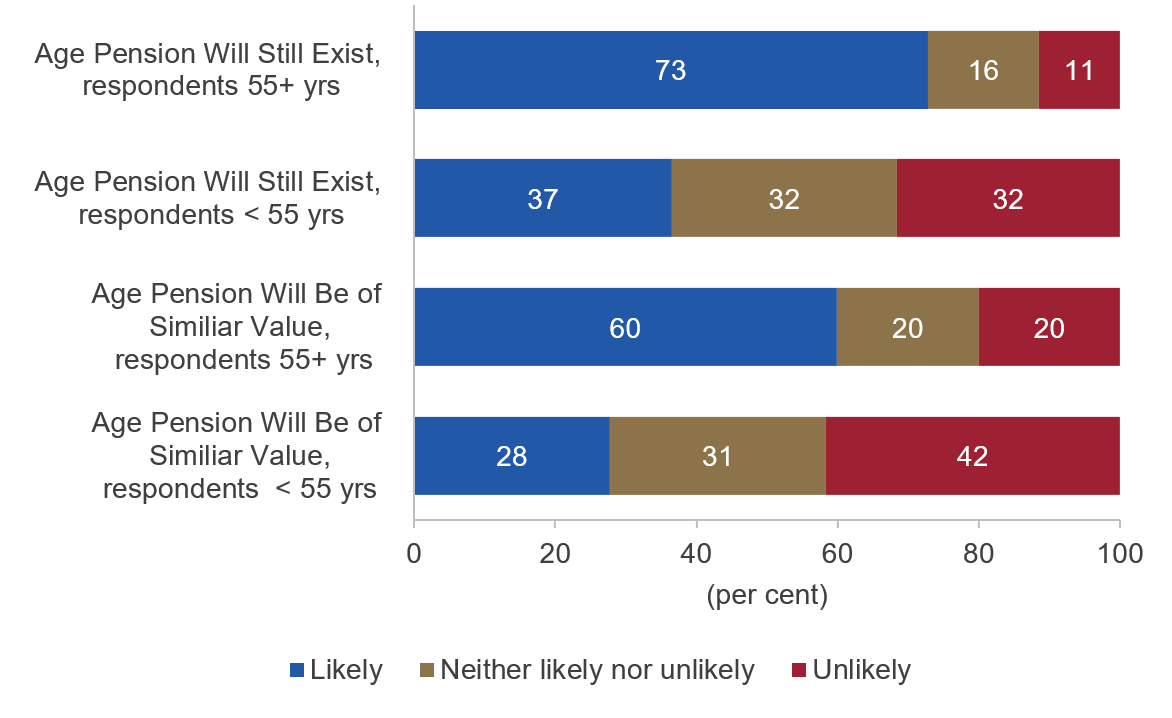 Age Pension Will Still Exist,
respondents 55+ yrs
73 16 11
Age Pension Will Still Exist,
respondents < 55 yrs
37 32 32
Age Pension Will Be of
Similiar Value,
respondents 55+ yrs
60 20 20
Age Pension Will Be of
Similiar Value,
respondents  < 55 yrs
28 31 42
0 20 40 60 80 100
(per cent)
Likely Neither likely nor unlikely Unlikely